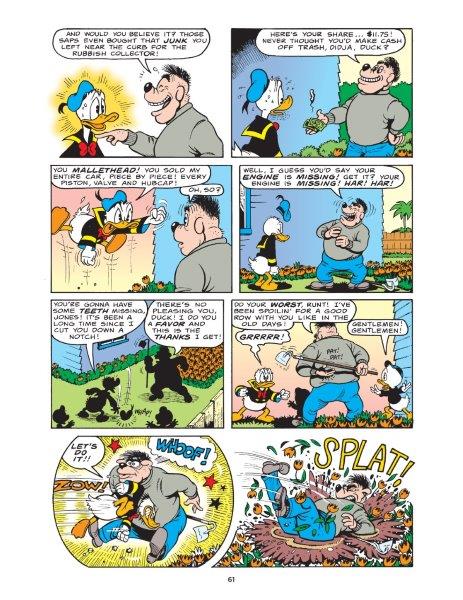 AND WOULD YOU BELIEVE IT? THOSE
SAPS EVEN BOUGHT THAT JUNK YOU
LEFT NEAR THE CURB FOR THE
RUBBISH COLLECTOR!
HERE'S YOUR SHARE... $11.75!
NEVER THOUGHT YOU'D MAKE CASH
OFF TRASH, DIDJA, DUCK?
YOU MALLETHEAD! YOU SOLD MY
ENTIRE CAR, PIECE BY PIECE! EVERY
PISTON, VALVE AND HUBCAP!
OH, SO?
WELL, I GUESS YOU'D SAY YOUR
ENGINE IS MISSING! GET IT? YOUR
ENGINE IS MISSING! HAR! HAR!
YOU'RE GONNA HAVE
SOME TEETH MISSING,
JONES! IT'S BEEN A
LONG TIME SINCE I
CUT YOU DOWN A
NOTCH!
THERE'S NO
PLEASING YOU,
DUCK! I DO YOU
A FAVOR AND
THIS IS THE
THANKS I GET!
DO YOUR WORST, RUNT! I'VE
BEEN SPOILIN' FOR A GOOD
ROW WITH YOU LIKE IN THE
OLD DAYS!
GENTLEMEN!
GENTLEMEN!
GRRRRR!
PAT!
PAT!
LET'S
DO
IT!!
WHOOF!
ZOW!
SPLAT!
61